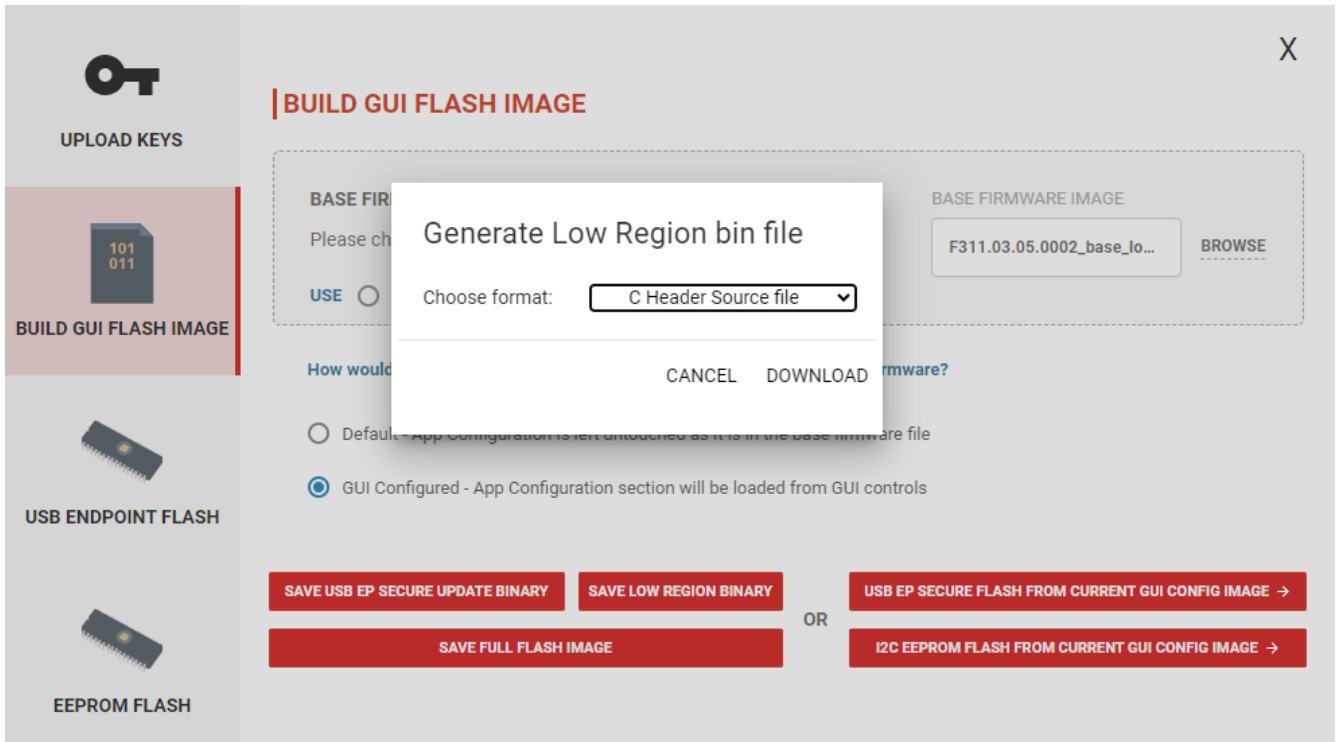 X
UPLOAD KEYS
BUILD GUI FLASH IMAGE
BASE FIR
BASE FIRMWARE IMAGE
Please ch
F311.03.05.0002_base_lo...
BROWSE
USE
Generate Low Region bin file
Choose format:
C Header Source file
CANCEL
DOWNLOAD
101
011
BUILD GUI FLASH IMAGE
How would
rmware?
Default - App Configuration is left untouched as it is in the base firmware file
GUI Configured - App Configuration section will be loaded from GUI controls
USB ENDPOINT FLASH
SAVE USB EP SECURE UPDATE BINARY
SAVE LOW REGION BINARY
SAVE FULL FLASH IMAGE
OR
USB EP SECURE FLASH FROM CURRENT GUI CONFIG IMAGE →
I2C EEPROM FLASH FROM CURRENT GUI CONFIG IMAGE →
EEPROM FLASH